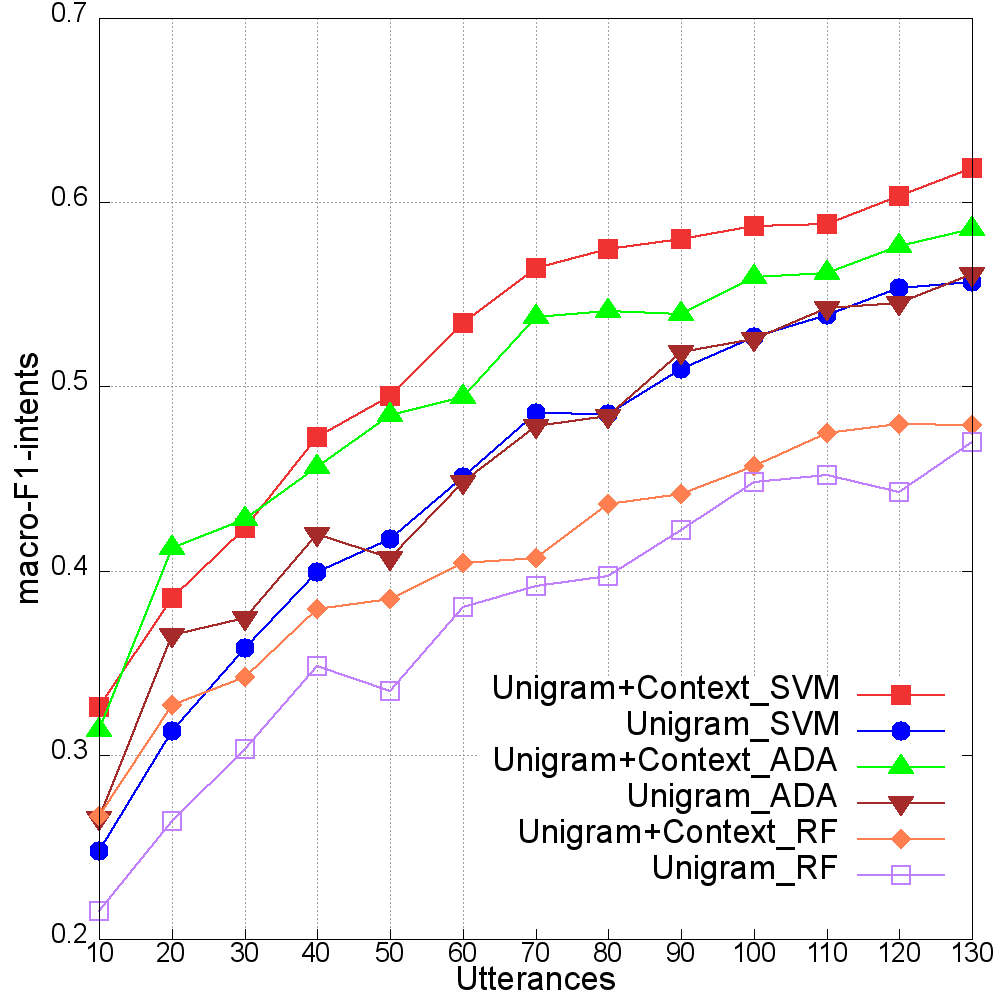 0.7
0.6
0.5
0.4
0.3
0.2
macro-F1-intents
Unigram+Context_SVM
Unigram_SVM
Unigram+Context_ADA
Unigram_ADA
Unigram+Context_RF
Unigram_RF
10 20 30 40 50 60 70 80 90 100 110 120 130
Utterances